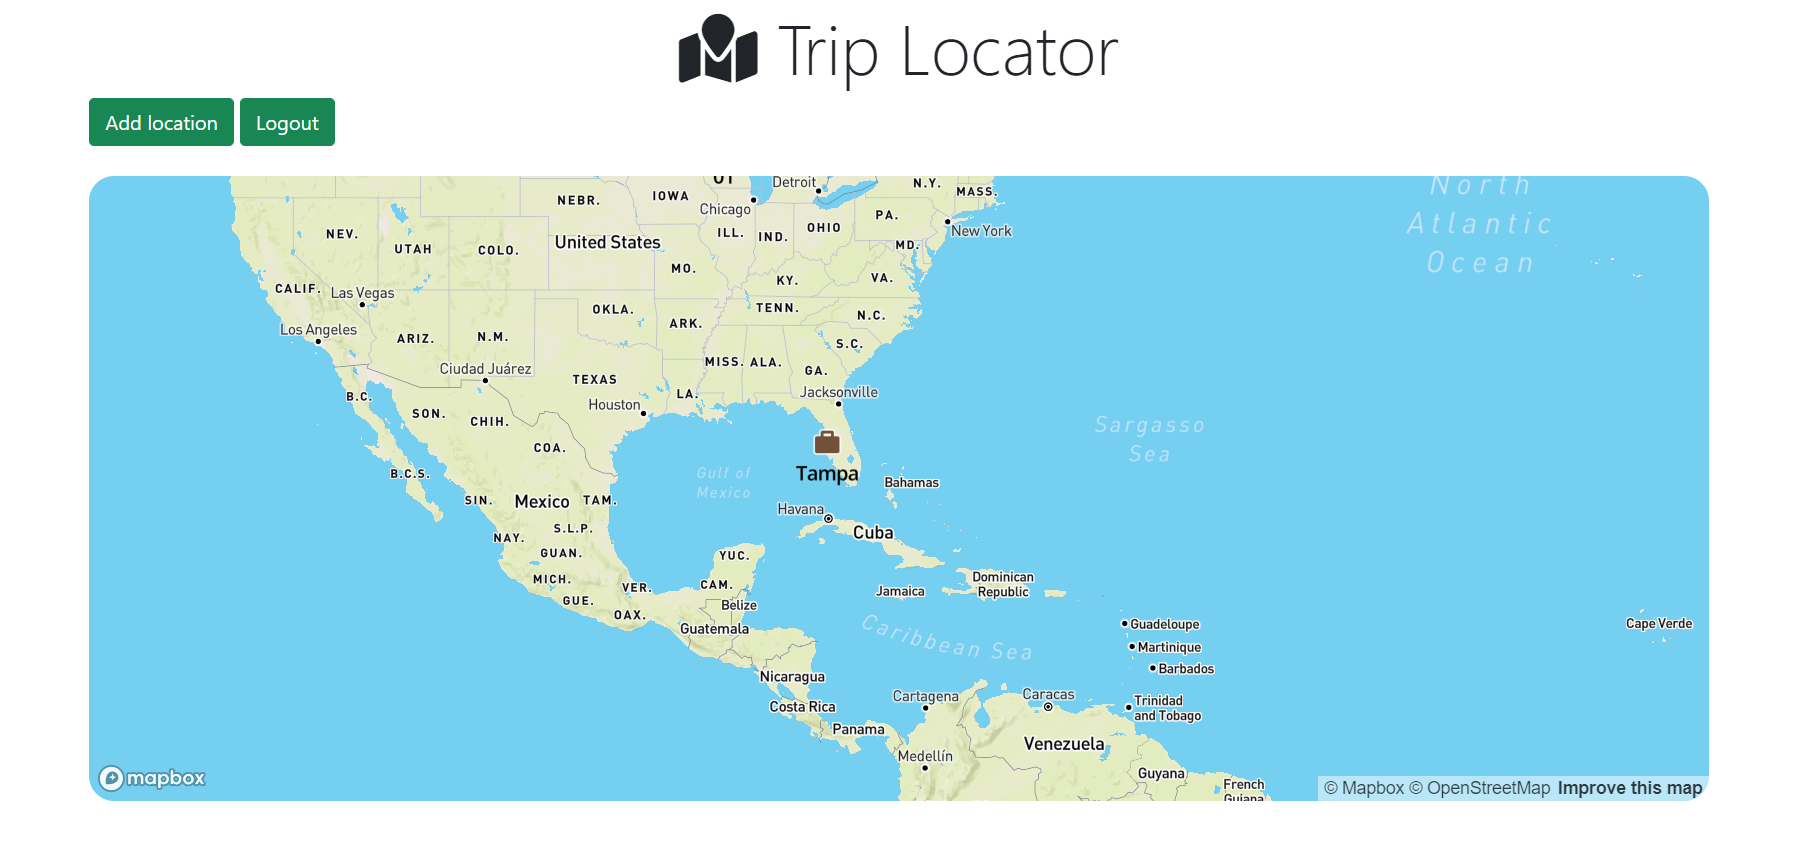 Trip Locator
Add location
Logout
Detroit
N.Y.
MASS.
North
Atlantic
Ocean
NEBR.
IOWA
Chicago
PA.
New York
NEV.
UTAH
COLO.
United States
ILL.
IND.
OHIO
MD.
MO.
KY.
VA.
CALIF.
Las Vegas
OKLA.
TENN.
N.C.
Los Angeles
ARIZ.
N.M.
ARK.
S.C.
Ciudad Juárez
TEXAS
MISS.
ALA.
GA.
Jacksonville
B.C.
SON.
CHIH.
Houston
LA.
Sargasso
Sea
COA.
B.C.S.
Gulf of
Mexico
Tampa
Bahamas
SIN.
Mexico
TAM.
Havana
Cuba
NAY.
S.L.P.
GUAN.
YUC.
MICH.
VER.
CAM.
Dominican
Republic
Jamaica
GUE.
OAX.
Belize
Guatemala
Caribbean Sea
Guadeloupe
Martinique
Barbados
Cape Verde
Nicaragua
Costa Rica
Panama
Cartagena
Caracas
Trinidad
and Tobago
Medellín
Venezuela
Guyana
French
Guiana
mapbox
© Mapbox © OpenStreetMap Improve this map